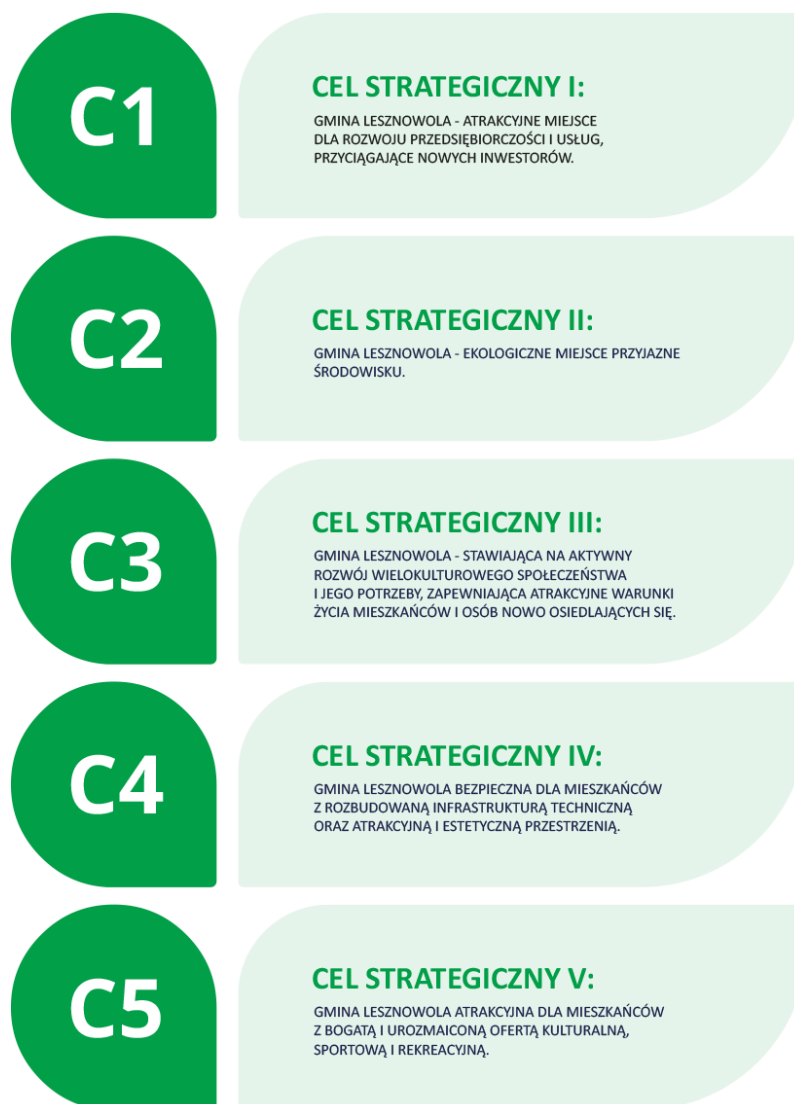 C1
CEL STRATEGICZNY I:
GMINA LESZNOWOLA - ATRAKCYJNE MIEJSCE
DLA ROZWOJU PRZEDSIĘBIORCZOŚCI I USŁUG,
PRZYCIĄGAJĄCE NOWYCH INWESTORÓW.
C2
CEL STRATEGICZNY II:
GMINA LESZNOWOLA - EKOLOGICZNE MIEJSCE PRZYJAZNE
ŚRODOWISKU.
C3
CEL STRATEGICZNY III:
GMINA LESZNOWOLA - STAWIAJĄCA NA AKTYWNY
ROZWÓJ WIELOKULTUROWEGO SPOŁECZEŃSTWA
I JEGO POTRZEBY, ZAPEWNIAJĄCA ATRAKCYJNE WARUNKI
ŻYCIA MIESZKAŃCÓW I OSÓB NOWO OSIEDLAJĄCYCH SIĘ.
C4
CEL STRATEGICZNY IV:
GMINA LESZNOWOLA BEZPIECZNA DLA MIESZKAŃCÓW
Z ROZBUDOWANĄ INFRASTRUKTURĄ TECHNICZNĄ
ORAZ ATRAKCYJNĄ I ESTETYCZNĄ PRZESTRZENIĄ.
C5
CEL STRATEGICZNY V:
GMINA LESZNOWOLA ATRAKCYJNA DLA MIESZKAŃCÓW
Z BOGATĄ I UROZMAICONĄ OFERTĄ KULTURALNĄ,
SPORTOWĄ I REKREACYJNĄ.